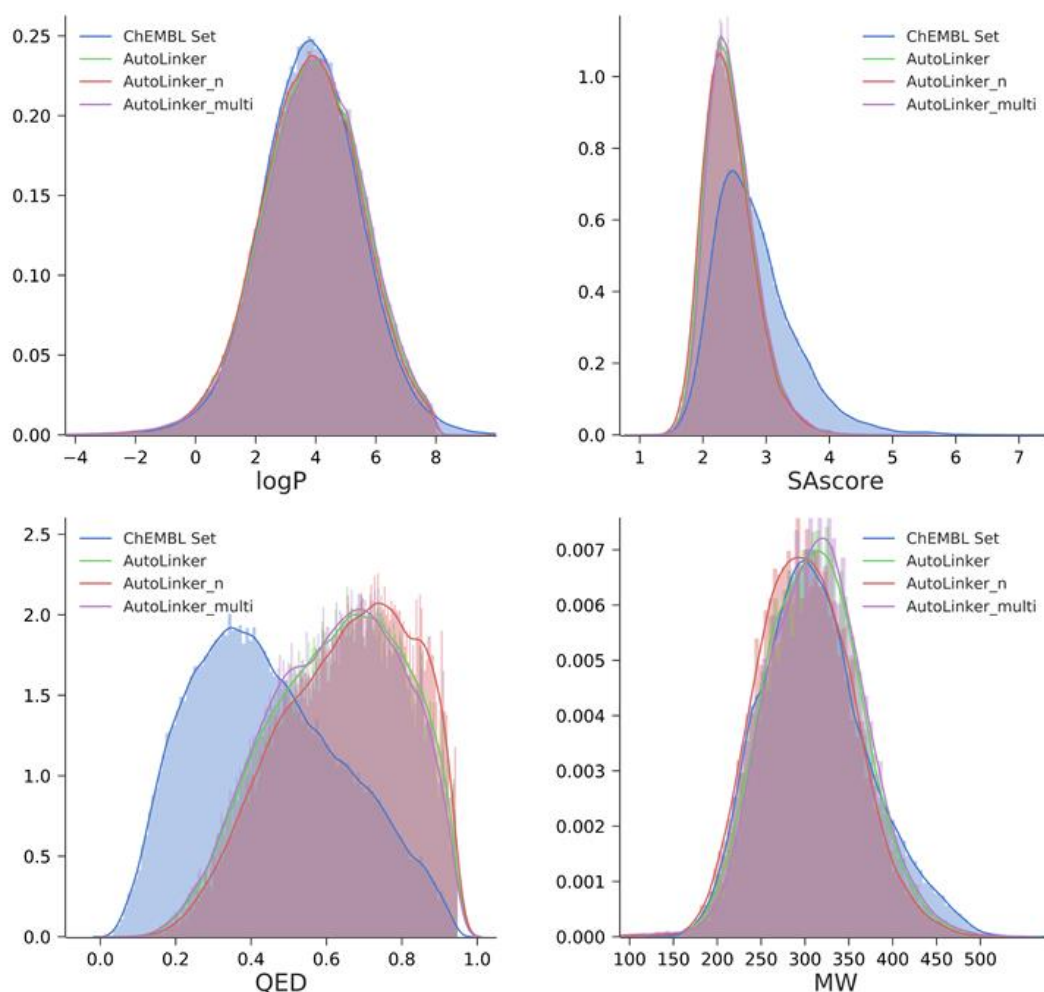 0.25
0.20
0.15
0.10
0.05
0.00
ChEMBL Set
AutoLinker
AutoLinker_n
AutoLinker_multi
−4 −2 0 2 4 6 8
logP
1.0
0.8
0.6
0.4
0.2
0.0
ChEMBL Set
AutoLinker
AutoLinker_n
AutoLinker_multi
1 2 3 4 5 6 7
SAscore
2.5
2.0
1.5
1.0
0.5
0.0
ChEMBL Set
AutoLinker
AutoLinker_n
AutoLinker_multi
0.0 0.2 0.4 0.6 0.8 1.0
QED
0.007
0.006
0.005
0.004
0.003
0.002
0.001
0.000
ChEMBL Set
AutoLinker
AutoLinker_n
AutoLinker_multi
100 150 200 250 300 350 400 450 500
MW